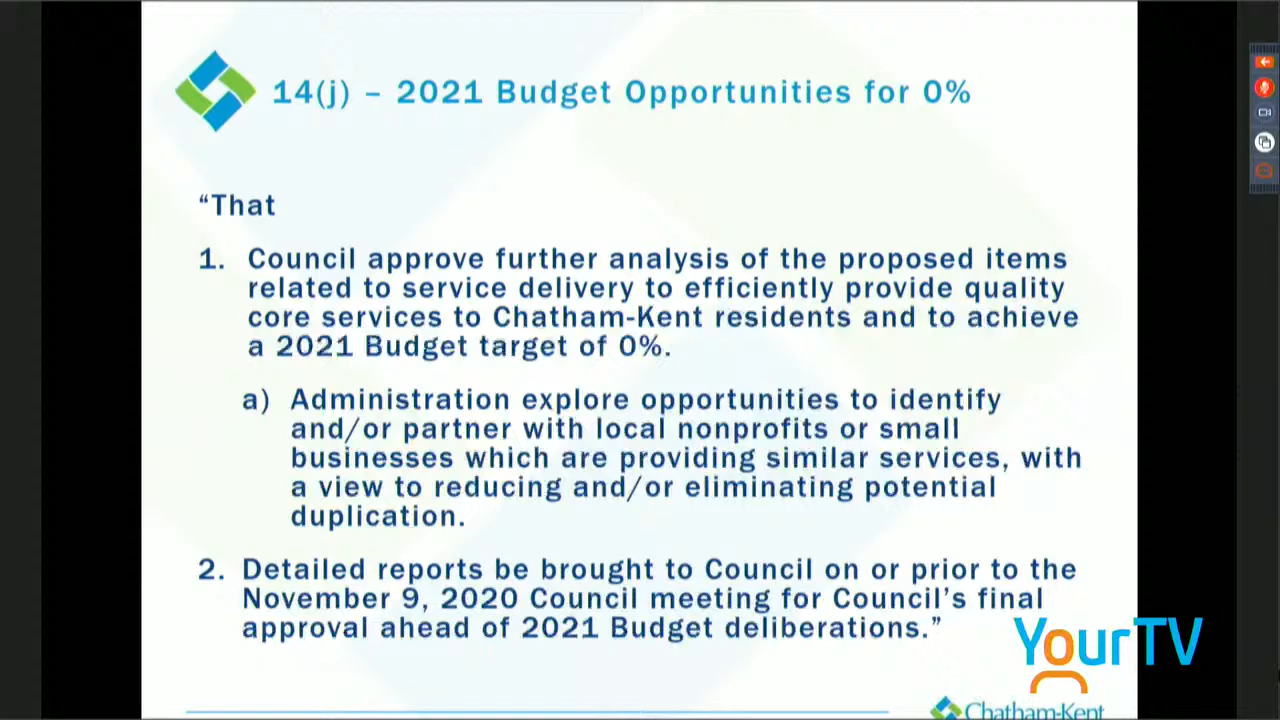 14(j) – 2021 Budget Opportunities for 0%
“That
1. Council approve further analysis of the proposed items
related to service delivery to efficiently provide quality
core services to Chatham-Kent residents and to achieve
a 2021 Budget target of 0%.
a) Administration explore opportunities to identify
and/or partner with local nonprofits or small
businesses which are providing similar services, with
a view to reducing and/or eliminating potential
duplication.
2. Detailed reports be brought to Council on or prior to the
November 9, 2020 Council meeting for Council’s final
approval ahead of 2021 Budget deliberations.”
YourTV
Chatham-Kent